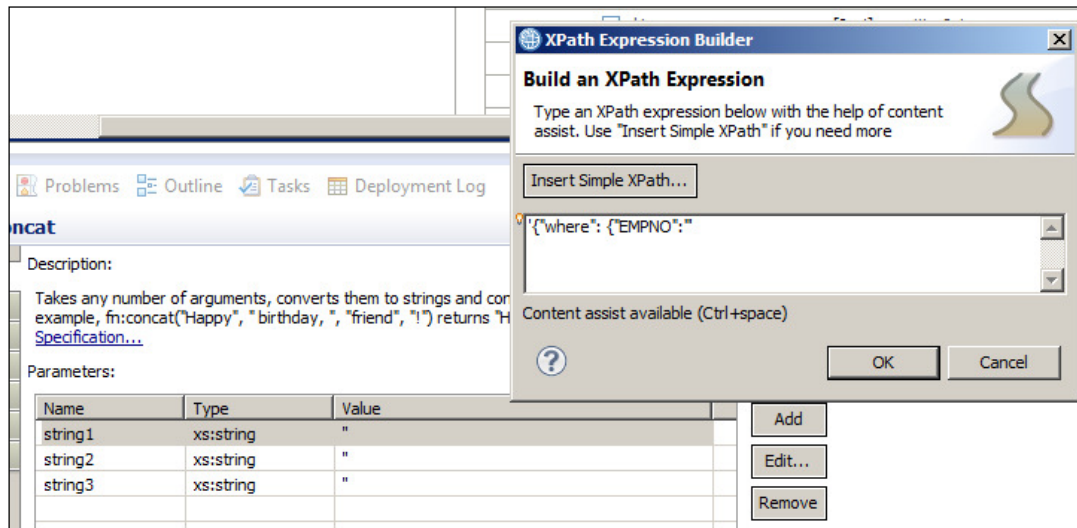 XPath Expression Builder
Build an XPath Expression
Type an XPath expression below with the help of content
assist. Use "Insert Simple XPath" if you need more
Insert Simple XPath...
Problems Outline Tasks Deployment Log
'{"where": {"EMPNO":"'
ncat
Description:
Takes any number of arguments, converts them to strings and con
example, fn:concat("Happy", " birthday, ", "friend", "!") returns "H
Specification...
Content assist available (Ctrl+space)
OK Cancel
Parameters:
Name Type Value
string1 xs:string ''
string2 xs:string ''
string3 xs:string ''
Add
Edit...
Remove